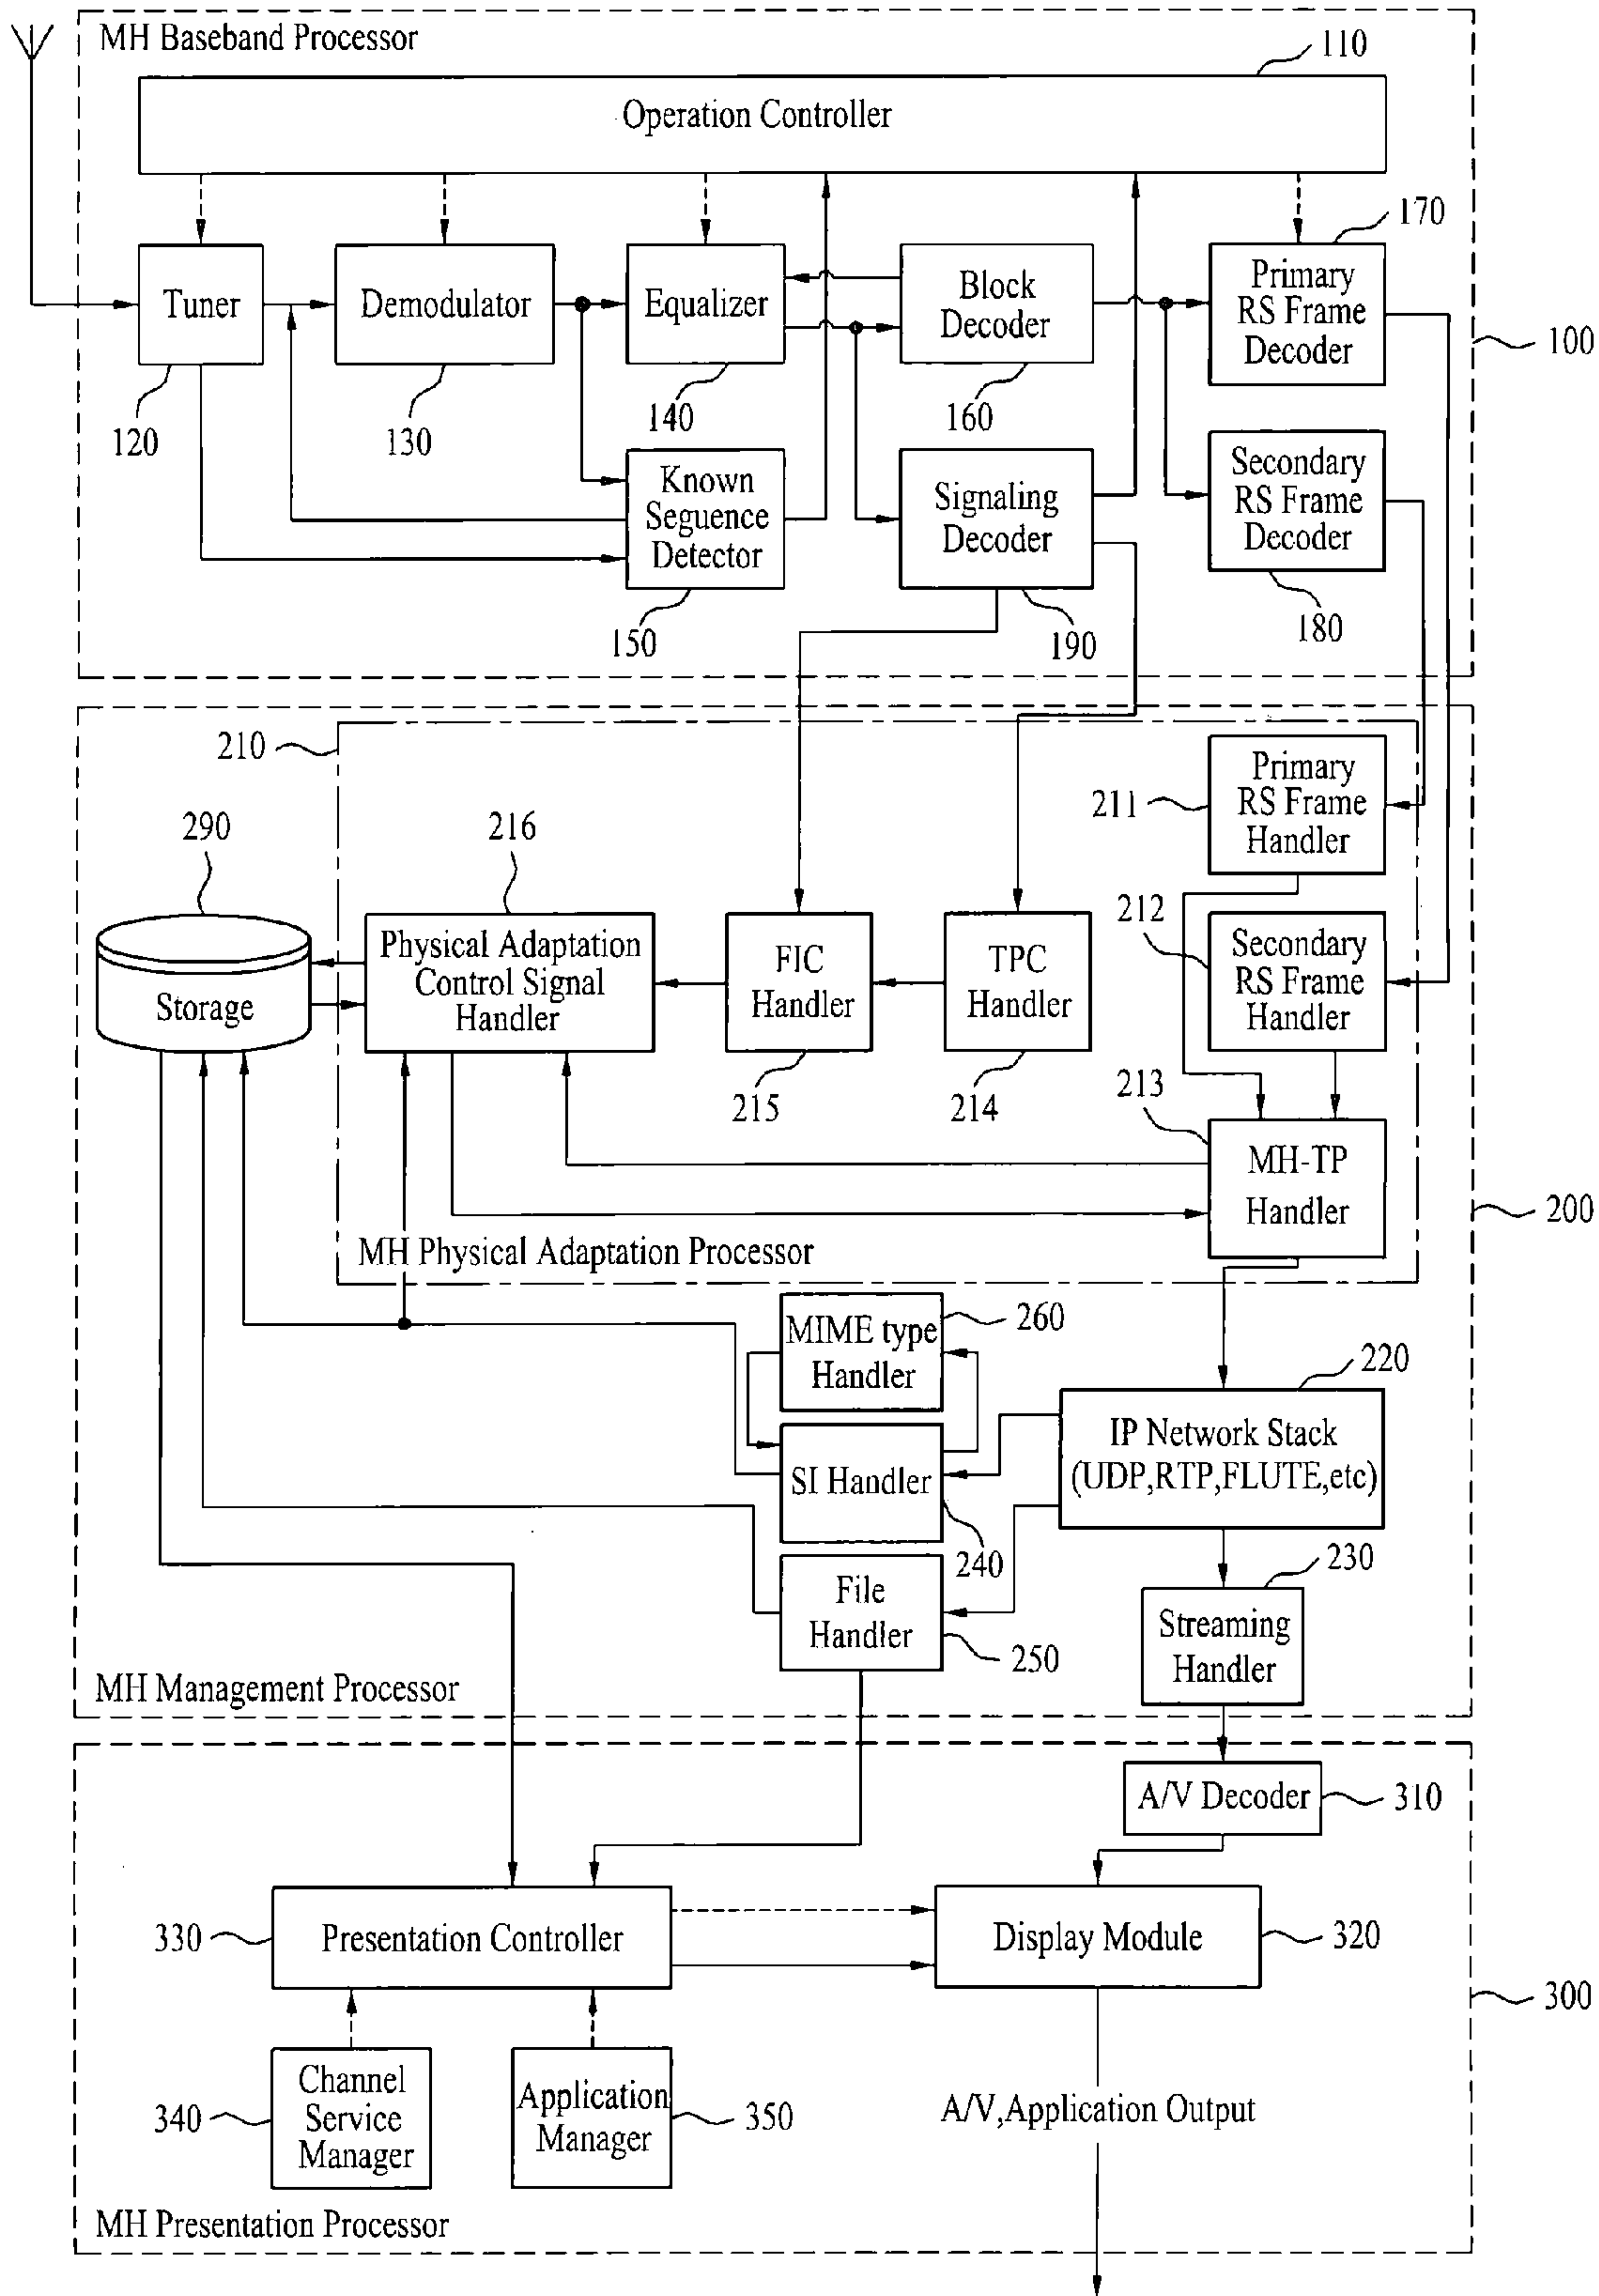 MH Baseband Processor
110
Operation Controller
170
Tuner
Demodulator
Equalizer
Block
Decoder
Primary
RS Frame
Decoder
100
120
130
140
160
Known
Seguence
Detector
Signaling
Decoder
Secondary
RS Frame
Decoder
150
190
180
210
Primary
RS Frame
Handler
211
290
216
212
Storage
Physical Adaptation
Control Signal
Handler
FIC
Handler
TPC
Handler
Secondary
RS Frame
Handler
215
214
213
MH-TP
Handler
200
MH Physical Adaptation Processor
MIME type
Handler
260
220
IP Network Stack
(UDP,RTP,FLUTE,etc)
SI Handler
240
230
File
Handler
250
Streaming
Handler
MH Management Processor
A/V Decoder
310
330
Presentation Controller
Display Module
320
300
340
Channel
Service
Manager
Application
Manager
350
A/V,Application Output
MH Presentation Processor